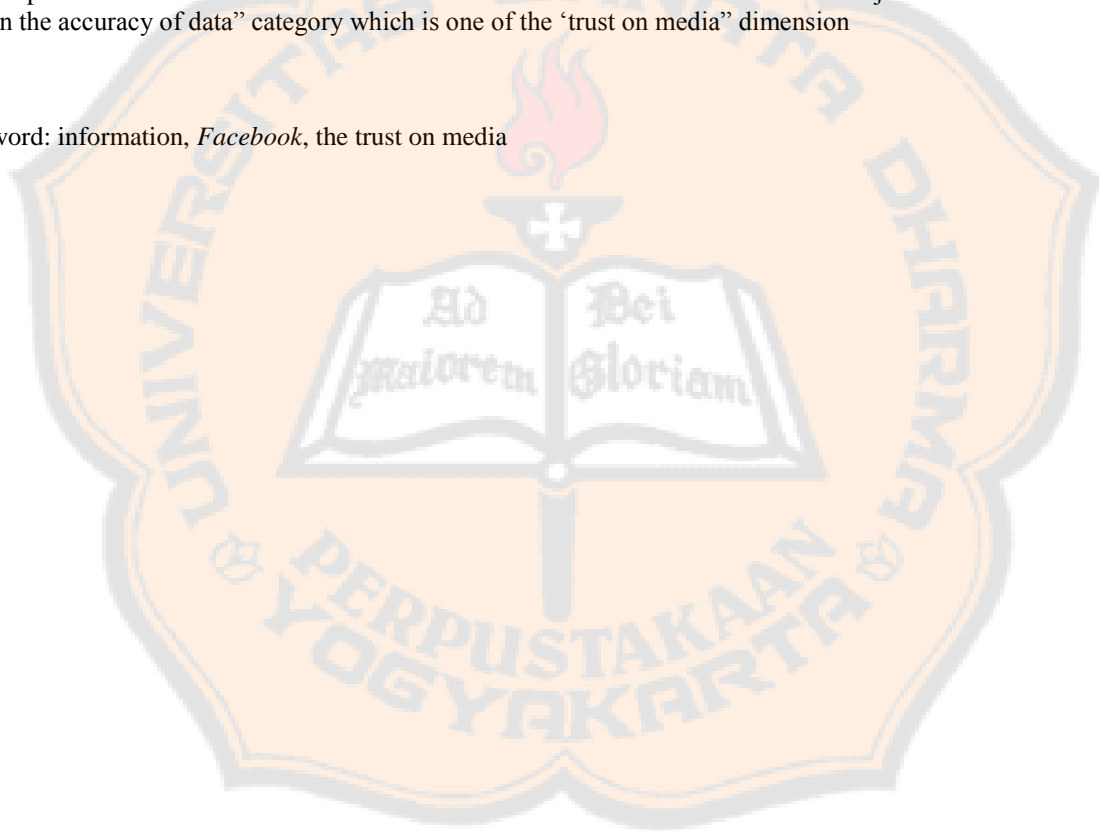 n the accuracy of data” category which is one of the ‘trust on media” dimension
word: information, Facebook, the trust on media
UNIVERSITAS SANATA DHARMA
Ad Dei
Maiorem Gloriam
PERPUSTAKAAN
YOGYAKARTA